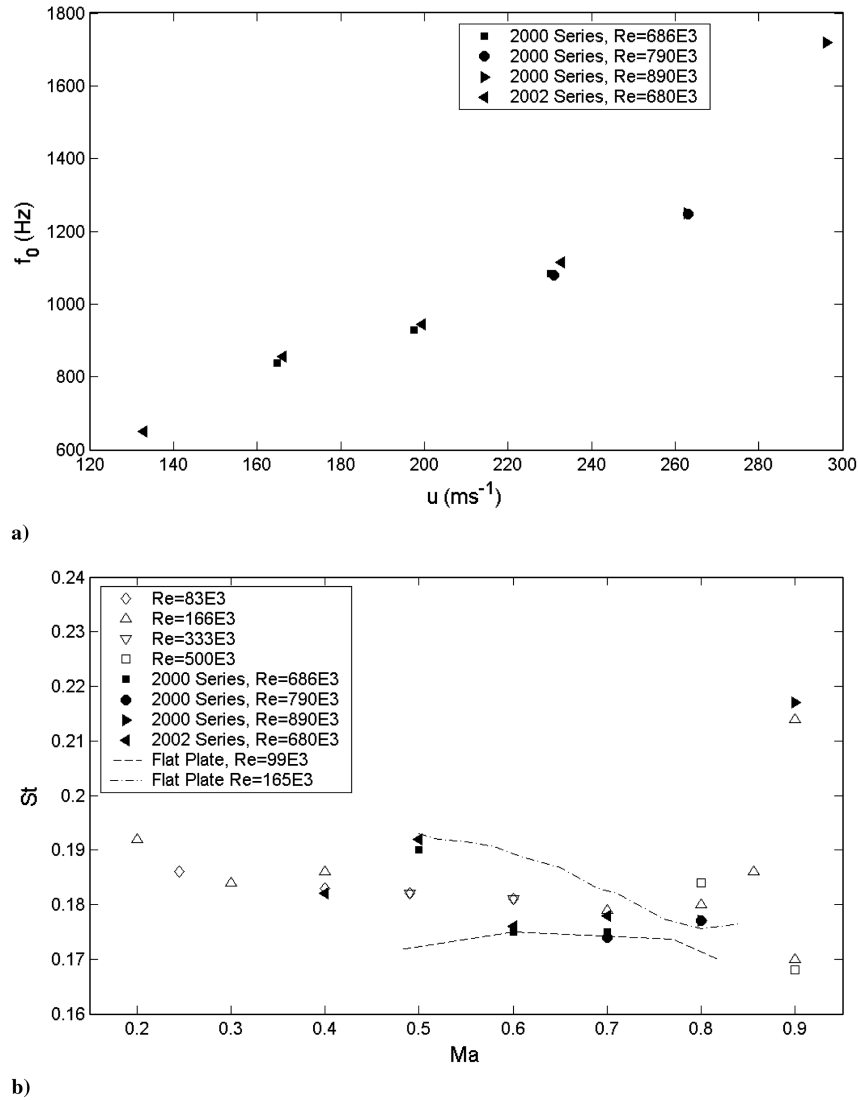 1800
1600
1400
1200
1000
800
600
120
140
160
180
200
220
240
260
280
300
f0 (Hz)
u (ms-1)
2000 Series, Re=686E3
2000 Series, Re=790E3
2000 Series, Re=890E3
2002 Series, Re=680E3
a)
0.24
0.23
0.22
0.21
0.2
0.19
0.18
0.17
0.16
0.2
0.3
0.4
0.5
0.6
0.7
0.8
0.9
St
Ma
Re=83E3
Re=166E3
Re=333E3
Re=500E3
2000 Series, Re=686E3
2000 Series, Re=790E3
2000 Series, Re=890E3
2002 Series, Re=680E3
Flat Plate, Re=99E3
Flat Plate Re=165E3
b)